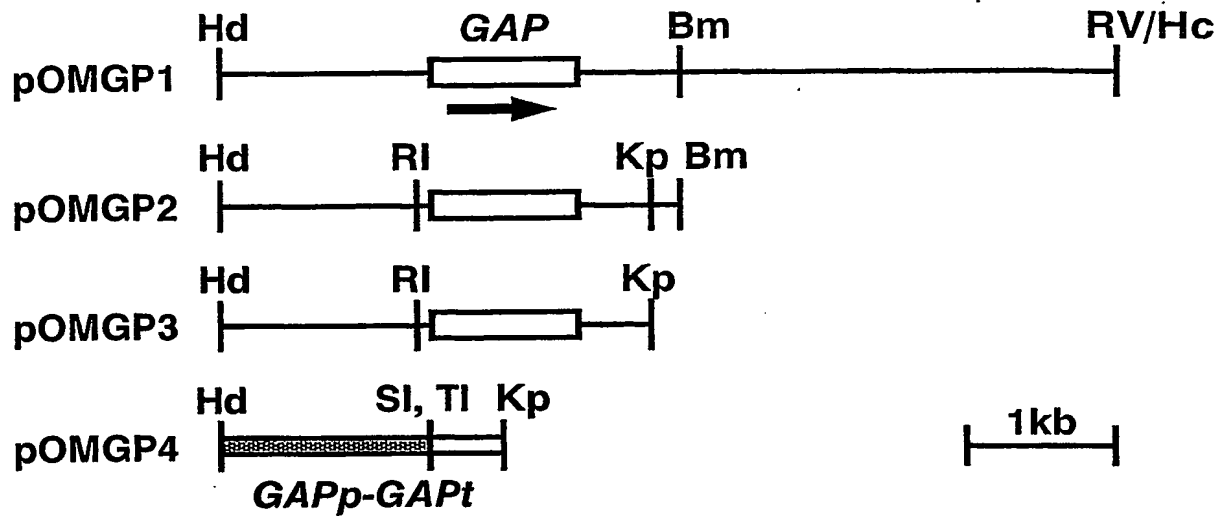 Hd GAP Bm RV/Hc
pOMGP1
Hd RI Kp Bm
pOMGP2
Hd RI Kp
pOMGP3
Hd SI, TI Kp
pOMGP4 1kb
GAPp-GAPt